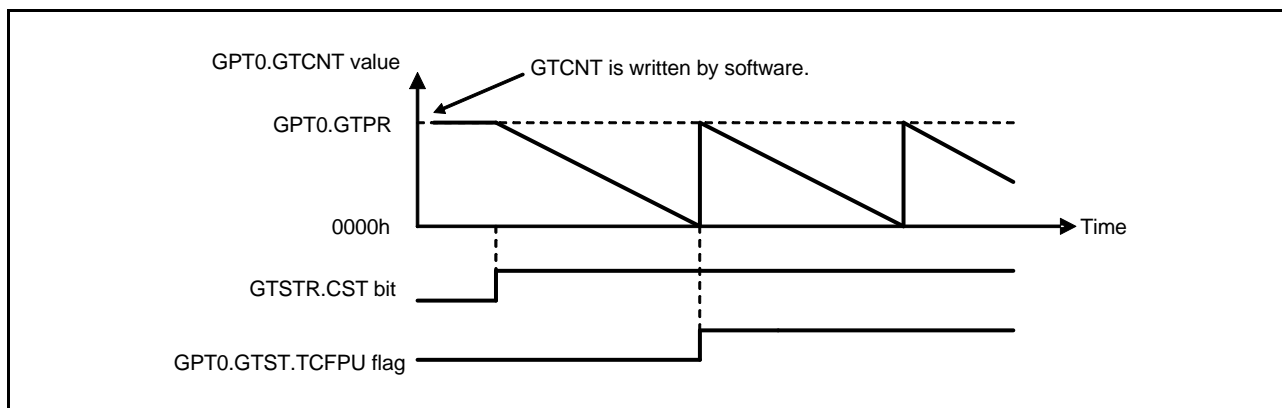 GPT0.GTCNT value
GTCNT is written by software.
GPT0.GTPR
0000h
Time
GTSTR.CST bit
GPT0.GTST.TCFPU flag